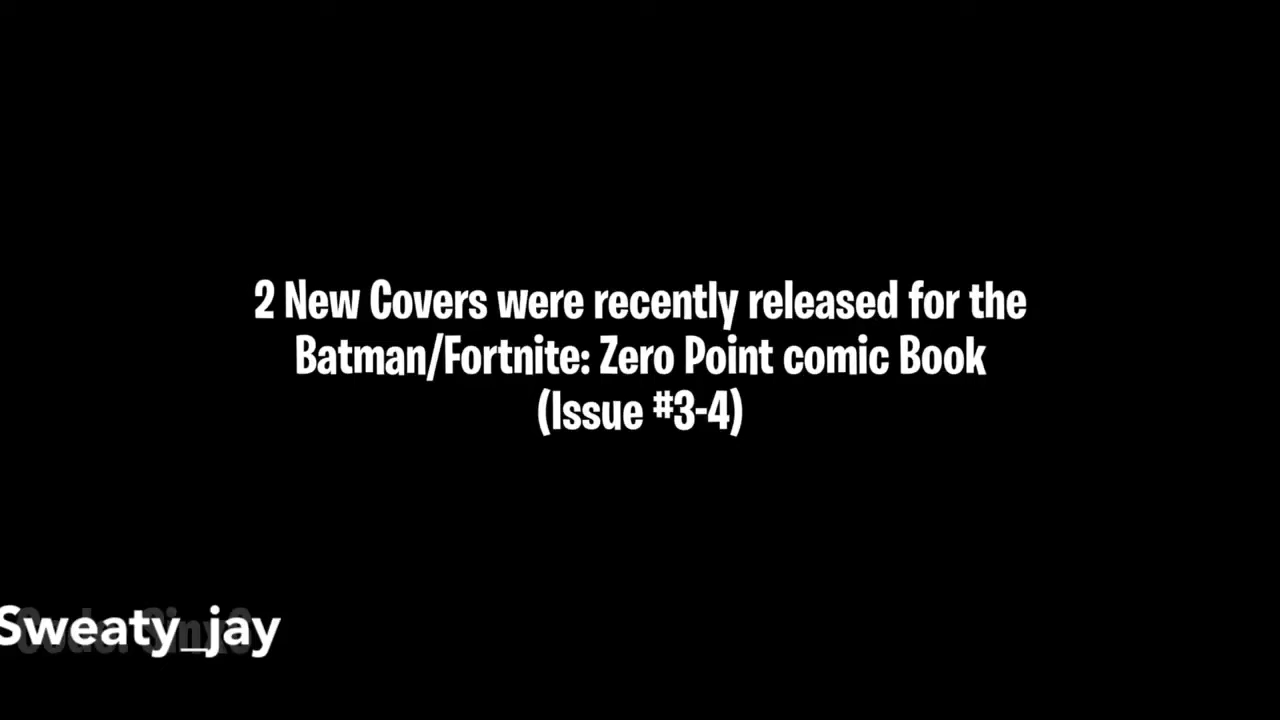 2 New Covers were recently released for the
Batman/Fortnite: Zero Point comic Book
(Issue #3-4)
Sweaty_jay